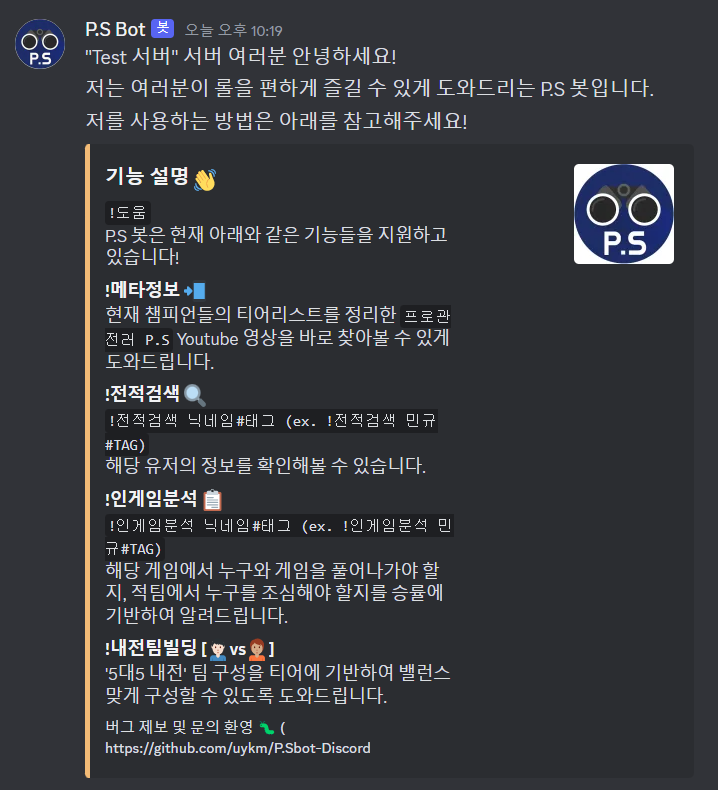 P.S
P.S Bot 봇 오늘 오후 10:19
"Test 서버" 서버 여러분 안녕하세요!
저는 여러분이 롤을 편하게 즐길 수 있게 도와드리는 P.S 봇입니다.
저를 사용하는 방법은 아래를 참고해주세요!
기능 설명 👋
P.S
!도움
P.S 봇은 현재 아래와 같은 기능들을 지원하고
있습니다!
!메타정보 📲
현재 챔피언들의 티어리스트를 정리한 프로관
전러 P.S Youtube 영상을 바로 찾아볼 수 있게
도와드립니다.
!전적검색 🔍
!전적검색 닉네임#태그 (ex. !전적검색 민규
#TAG)
해당 유저의 정보를 확인해볼 수 있습니다.
!인게임분석 📋
!인게임분석 닉네임#태그 (ex. !인게임분석 민
규#TAG)
해당 게임에서 누구와 게임을 풀어나가야 할
지, 적팀에서 누구를 조심해야 할지를 승률에
기반하여 알려드립니다.
!내전팀빌딩 [🧑🏻vs🧑🏽‍🦰]
'5대5 내전' 팀 구성을 티어에 기반하여 밸런스
맞게 구성할 수 있도록 도와드립니다.
버그 제보 및 문의 환영 🐛 (
https://github.com/uykm/P.Sbot-Discord